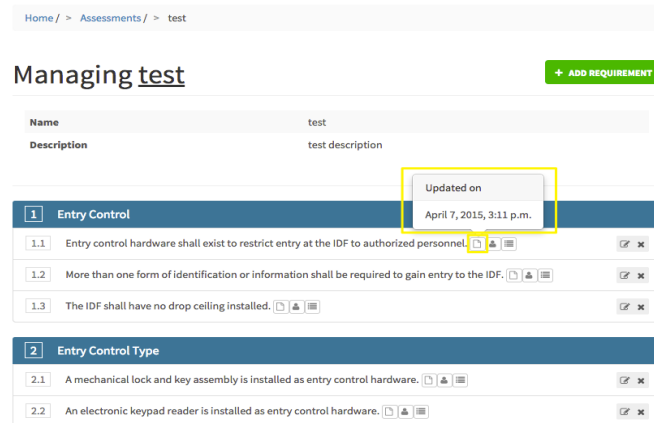 Home / > Assessments / > test
Managing test
+ ADD REQUIREMENT
Name test
Description test description
Updated on
April 7, 2015, 3:11 p.m.
1 Entry Control
1.1 Entry control hardware shall exist to restrict entry at the IDF to authorized personnel.
1.2 More than one form of identification or information shall be required to gain entry to the IDF.
1.3 The IDF shall have no drop ceiling installed.
2 Entry Control Type
2.1 A mechanical lock and key assembly is installed as entry control hardware.
2.2 An electronic keypad reader is installed as entry control hardware.